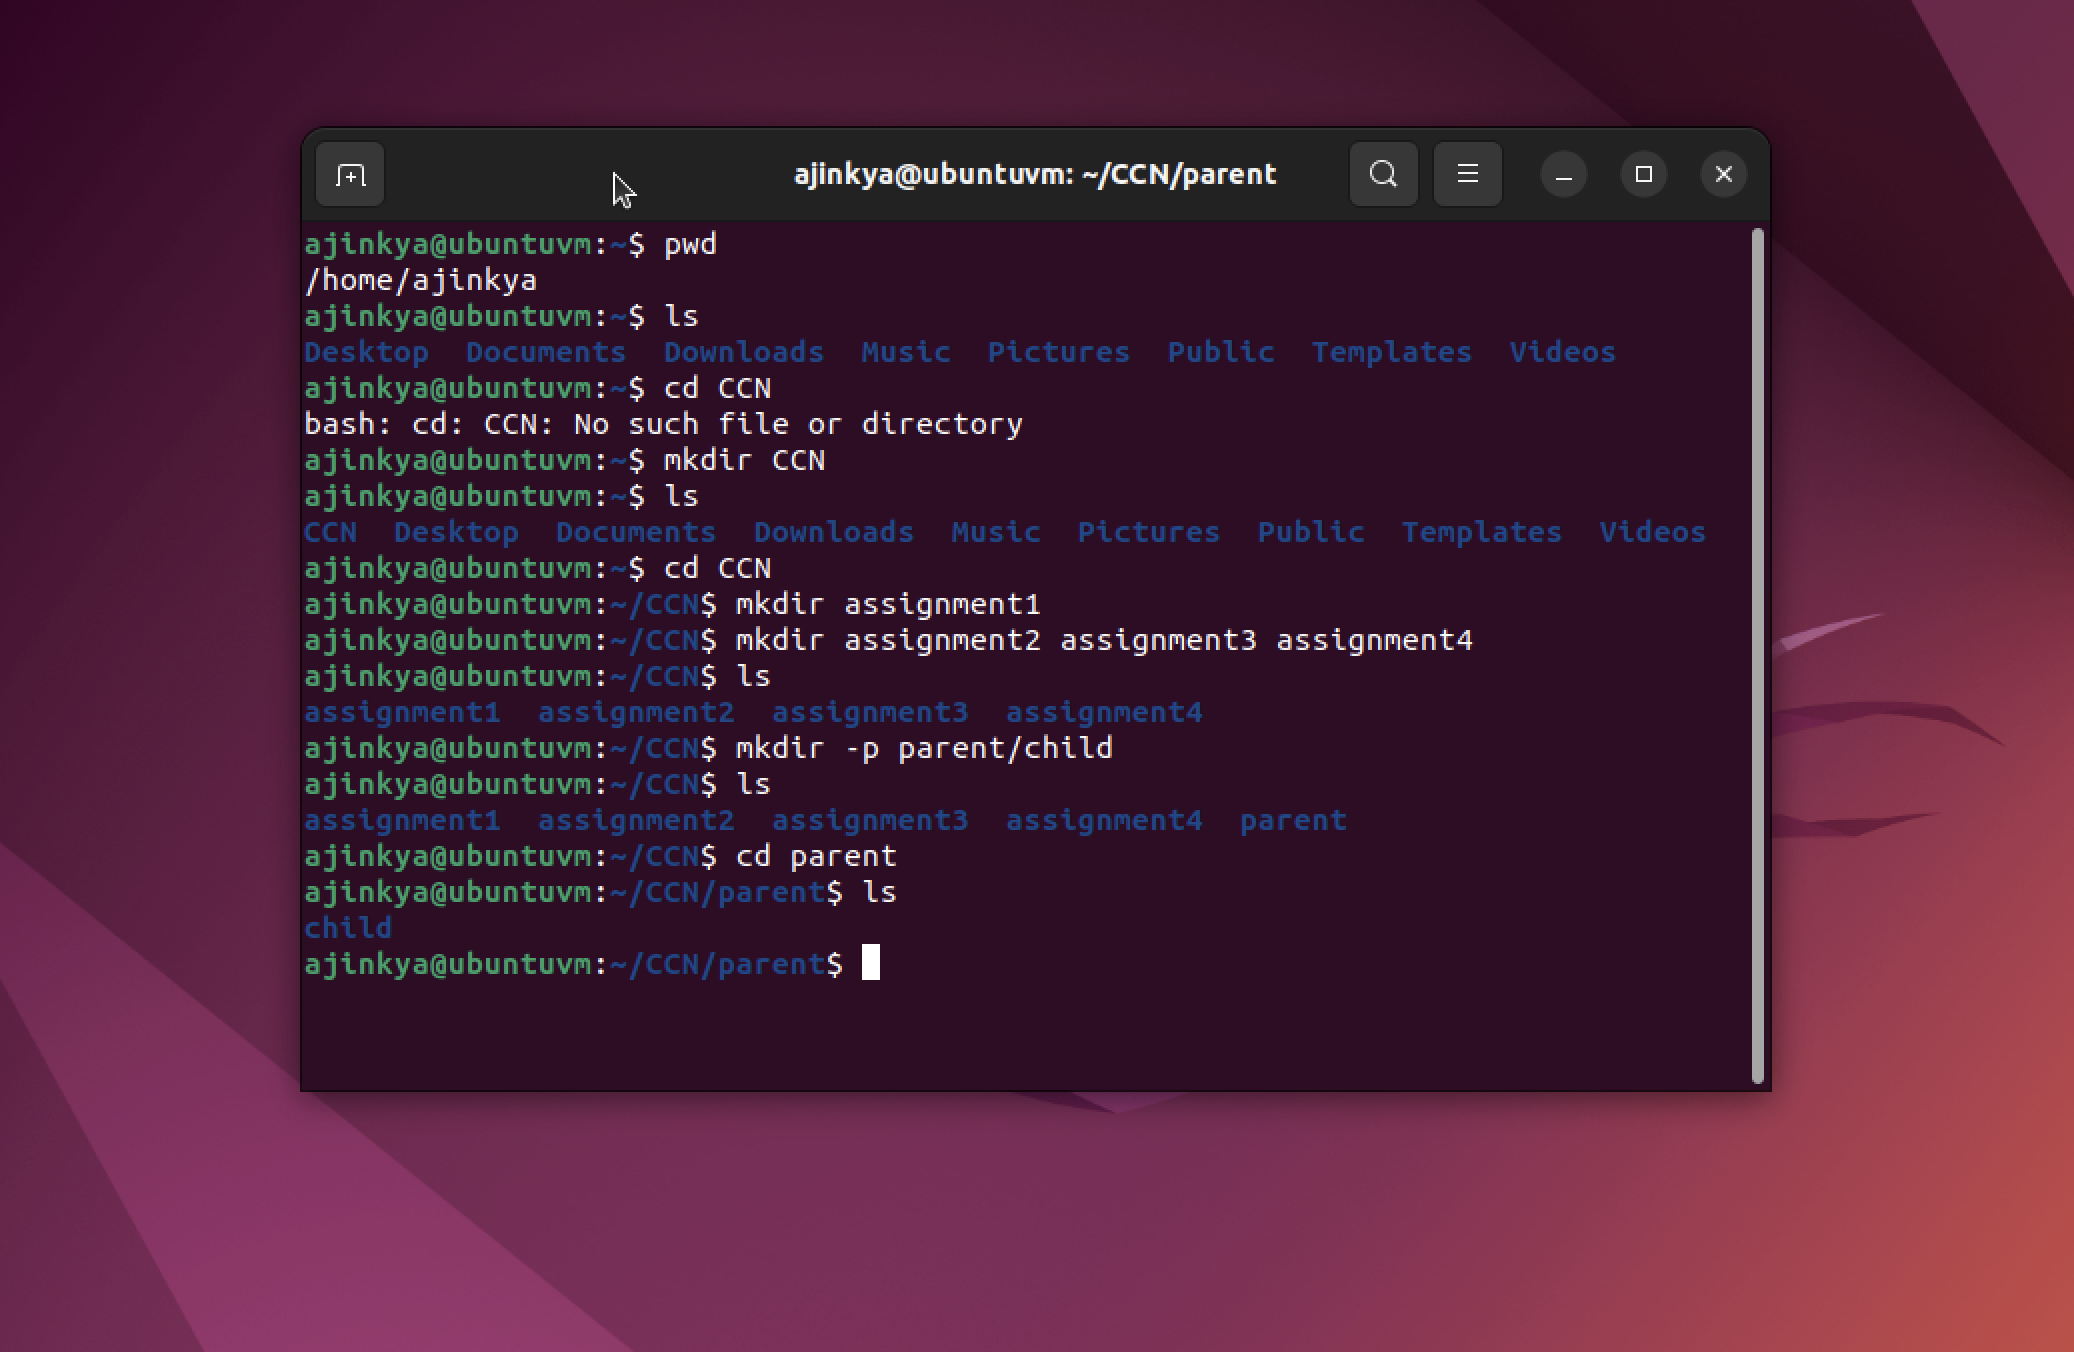 ajinkya@ubuntuvm: ~/CCN/parent
ajinkya@ubuntuvm:~$ pwd
/home/ajinkya
ajinkya@ubuntuvm:~$ ls
Desktop  Documents  Downloads  Music  Pictures  Public  Templates  Videos
ajinkya@ubuntuvm:~$ cd CCN
bash: cd: CCN: No such file or directory
ajinkya@ubuntuvm:~$ mkdir CCN
ajinkya@ubuntuvm:~$ ls
CCN  Desktop  Documents  Downloads  Music  Pictures  Public  Templates  Videos
ajinkya@ubuntuvm:~$ cd CCN
ajinkya@ubuntuvm:~/CCN$ mkdir assignment1
ajinkya@ubuntuvm:~/CCN$ mkdir assignment2 assignment3 assignment4
ajinkya@ubuntuvm:~/CCN$ ls
assignment1  assignment2  assignment3  assignment4
ajinkya@ubuntuvm:~/CCN$ mkdir -p parent/child
ajinkya@ubuntuvm:~/CCN$ ls
assignment1  assignment2  assignment3  assignment4  parent
ajinkya@ubuntuvm:~/CCN$ cd parent
ajinkya@ubuntuvm:~/CCN/parent$ ls
child
ajinkya@ubuntuvm:~/CCN/parent$